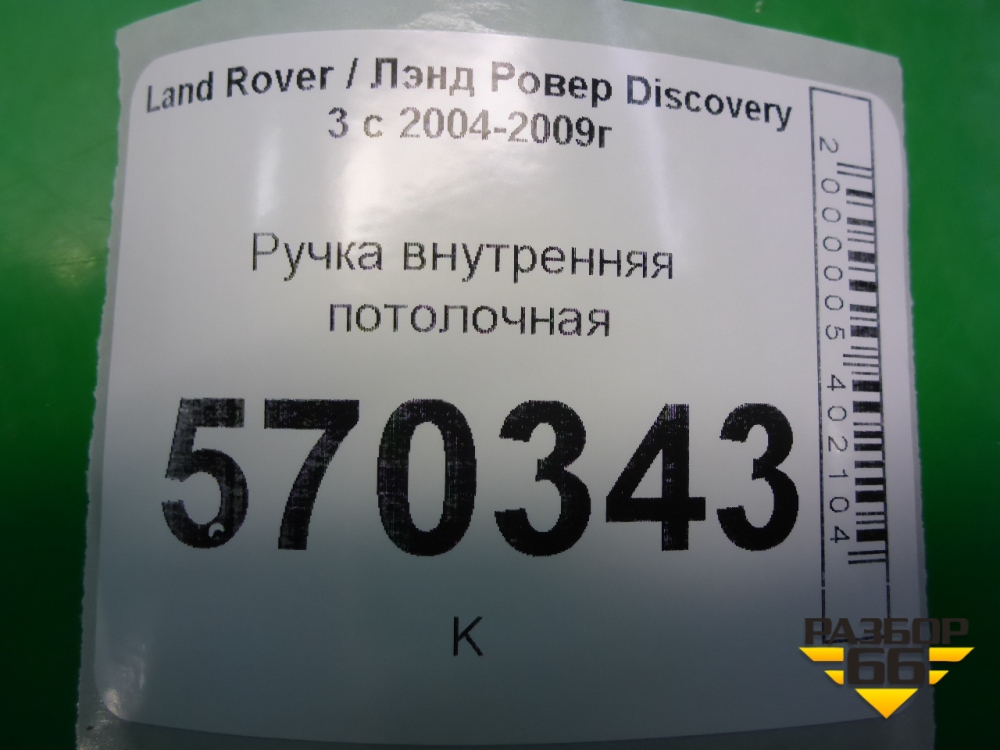 Land Rover / Лэнд Ровер Discovery
3 с 2004-2009г
Ручка внутренняя
потолочная
570343
К
2000005402104
РАЗБОР
66